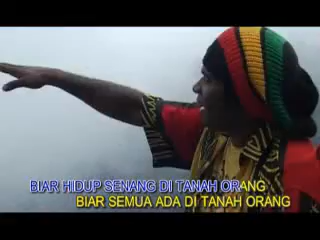 BIAR HIDUP SENANG DI TANAH ORANG
BIAR SEMUA ADA DI TANAH ORANG